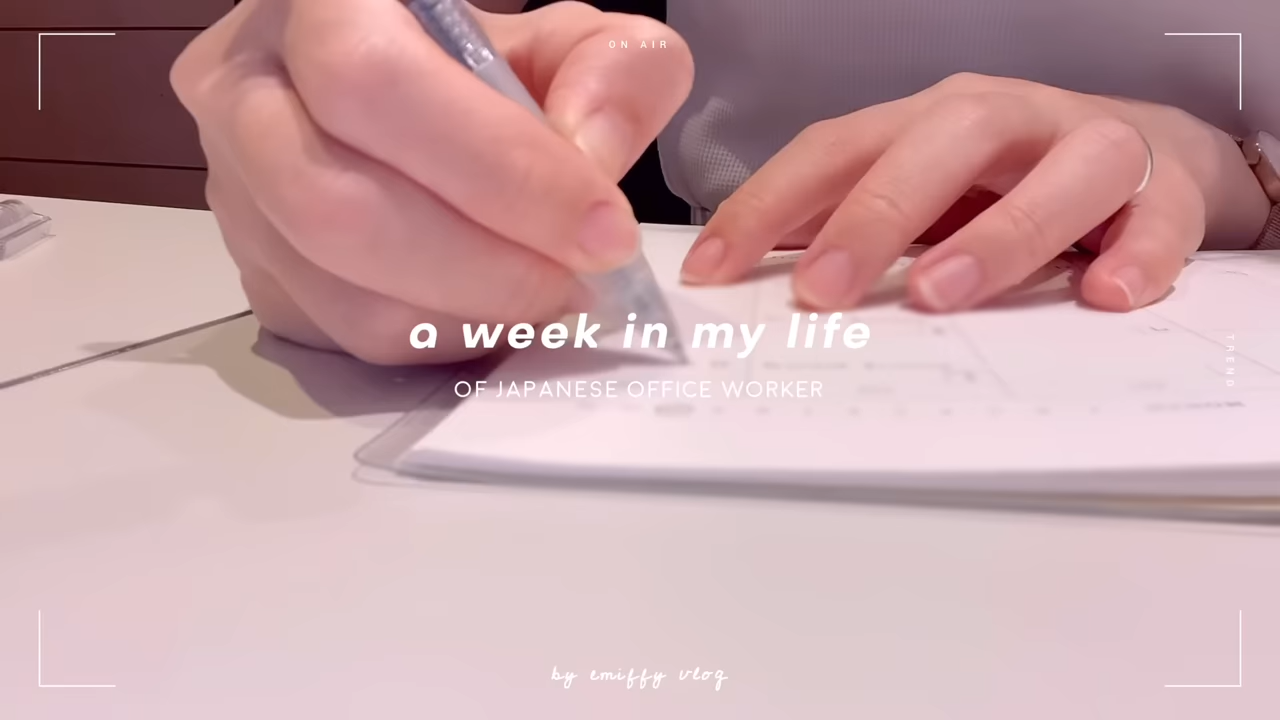 ON AIR
a week in my life
OF JAPANESE OFFICE WORKER
TREND
by emiffy vlog